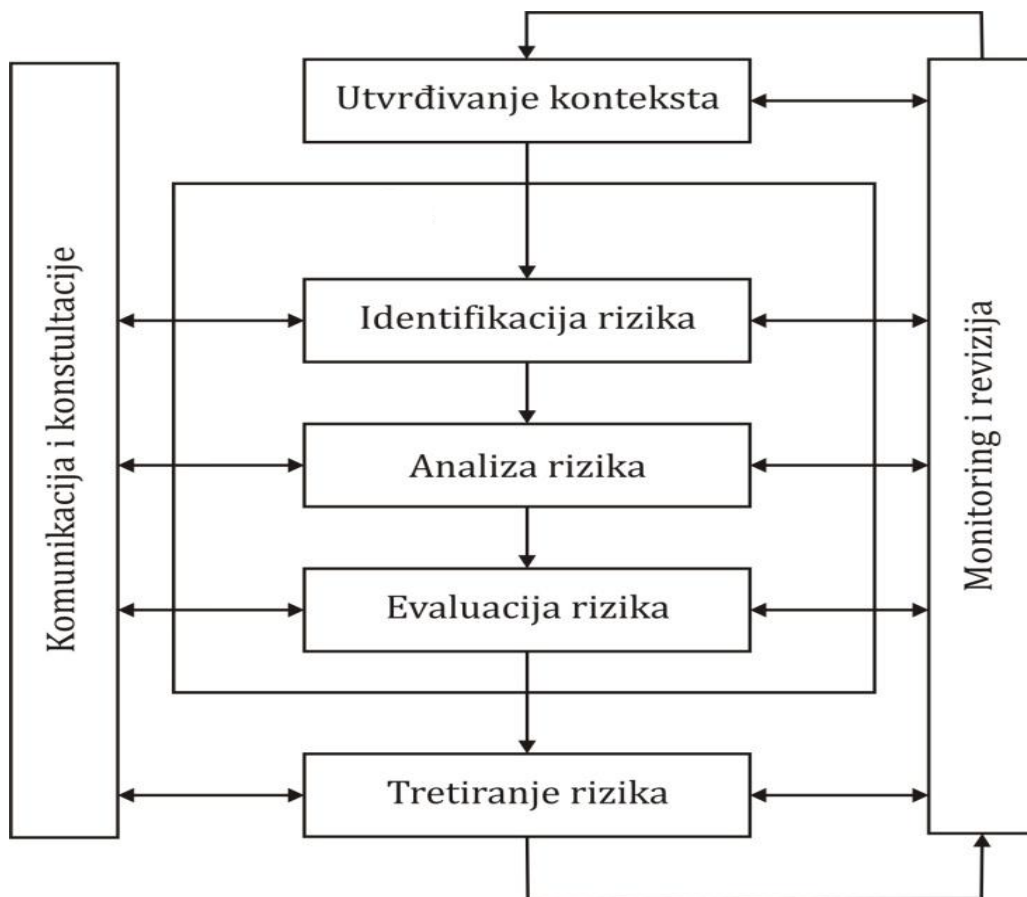 Utvrđivanje konteksta
Komunikacija i konstultacije
Identifikacija rizika
Analiza rizika
Evaluacija rizika
Tretiranje rizika
Monitoring i revizija